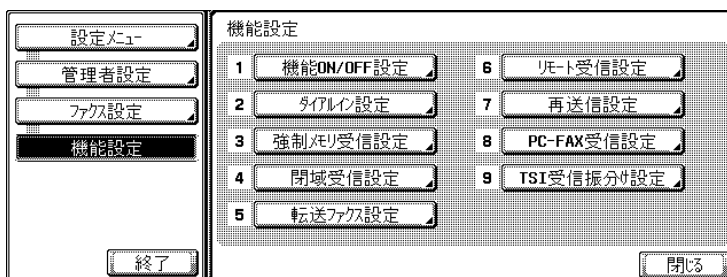 設定メニュー
管理者設定
ファクス設定
機能設定
終了
機能設定
1 機能ON/OFF設定
2 ダイアルイン設定
3 強制メモリ受信設定
4 閉域受信設定
5 転送ファクス設定
6 リモート受信設定
7 再送信設定
8 PC-FAX受信設定
9 TSI受信振分け設定
閉じる